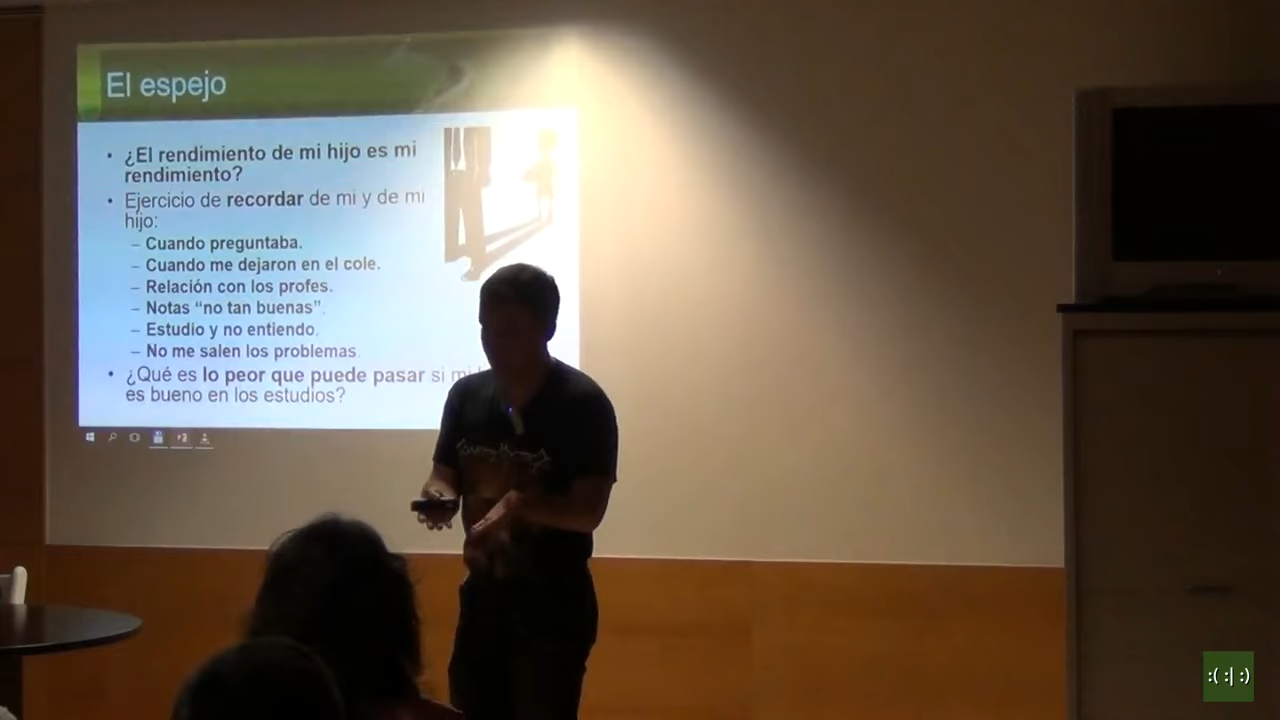 El espejo
• ¿El rendimiento de mi hijo es mi
rendimiento?
• Ejercicio de recordar de mi y de mi
hijo:
– Cuando preguntaba.
– Cuando me dejaron en el cole.
– Relación con los profes.
– Notas “no tan buenas”.
– Estudio y no entiendo.
– No me salen los problemas.
• ¿Qué es lo peor que puede pasar si mi
es bueno en los estudios?
:( :| :)